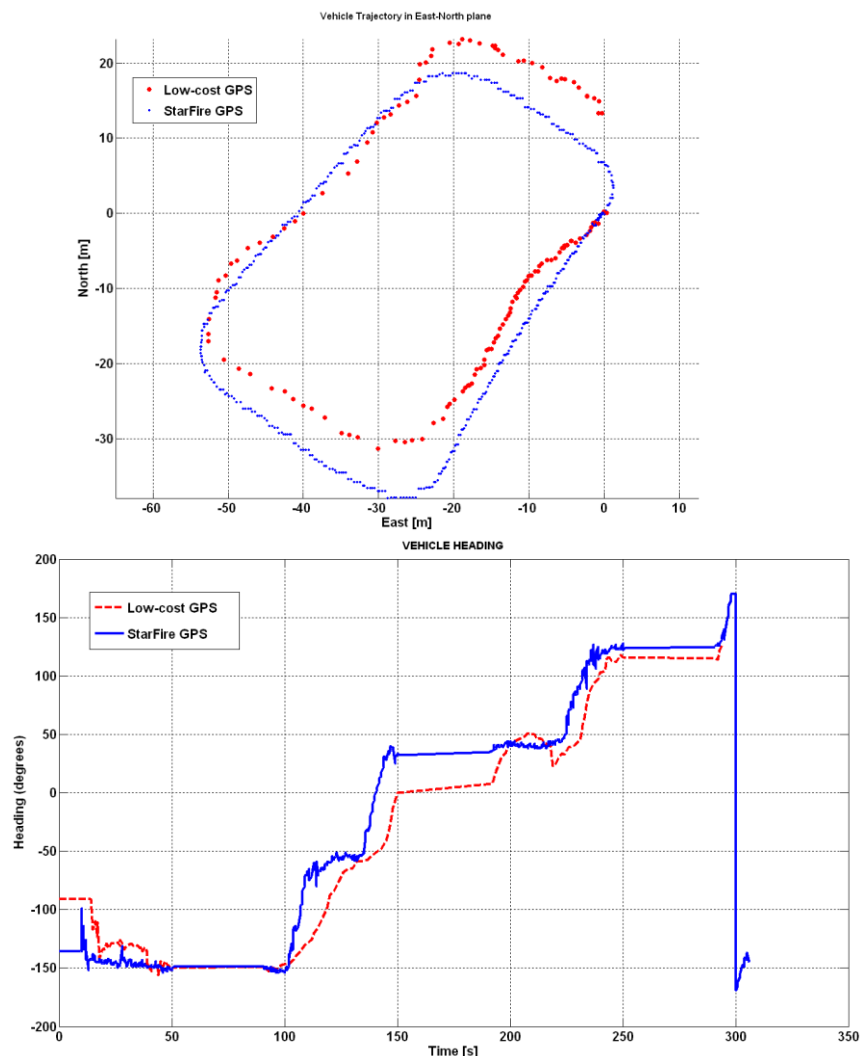 Vehicle Trajectory in East-North plane
20
10
0
-10
-20
-30
North [m]
Low-cost GPS
StarFire GPS
-60 -50 -40 -30 -20 -10 0 10
East [m]
VEHICLE HEADING
200
150
100
50
0
-50
-100
-150
-200
Heading (degrees)
Low-cost GPS
StarFire GPS
0 50 100 150 200 250 300 350
Time [s]